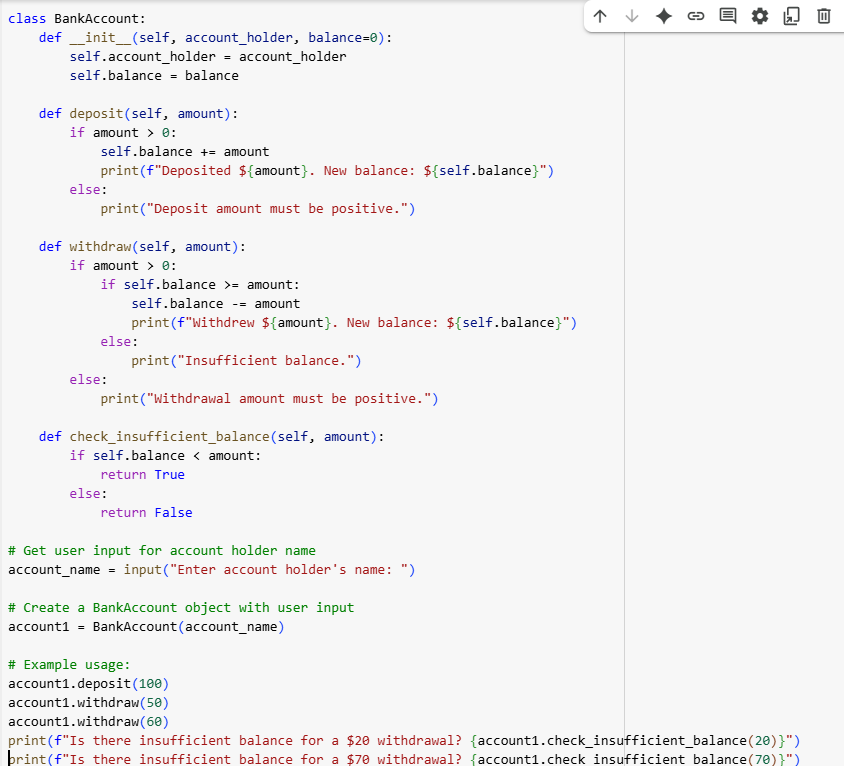 class BankAccount:
    def __init__(self, account_holder, balance=0):
        self.account_holder = account_holder
        self.balance = balance

    def deposit(self, amount):
        if amount > 0:
            self.balance += amount
            print(f"Deposited ${amount}. New balance: ${self.balance}")
        else:
            print("Deposit amount must be positive.")

    def withdraw(self, amount):
        if amount > 0:
            if self.balance >= amount:
                self.balance -= amount
                print(f"Withdrew ${amount}. New balance: ${self.balance}")
            else:
                print("Insufficient balance.")
        else:
            print("Withdrawal amount must be positive.")

    def check_insufficient_balance(self, amount):
        if self.balance < amount:
            return True
        else:
            return False

# Get user input for account holder name
account_name = input("Enter account holder's name: ")

# Create a BankAccount object with user input
account1 = BankAccount(account_name)

# Example usage:
account1.deposit(100)
account1.withdraw(50)
account1.withdraw(60)
print(f"Is there insufficient balance for a $20 withdrawal? {account1.check_insufficient_balance(20)}")
print(f"Is there insufficient balance for a $70 withdrawal? {account1.check_insufficient_balance(70)}")